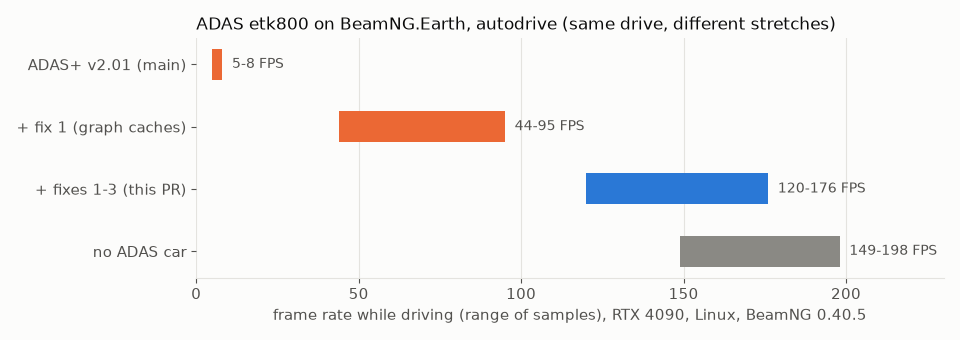 ADAS etk800 on BeamNG.Earth, autodrive (same drive, different stretches)
ADAS+ v2.01 (main)
5-8 FPS
+ fix 1 (graph caches)
44-95 FPS
+ fixes 1-3 (this PR)
120-176 FPS
no ADAS car
149-198 FPS
0 50 100 150 200
frame rate while driving (range of samples), RTX 4090, Linux, BeamNG 0.40.5